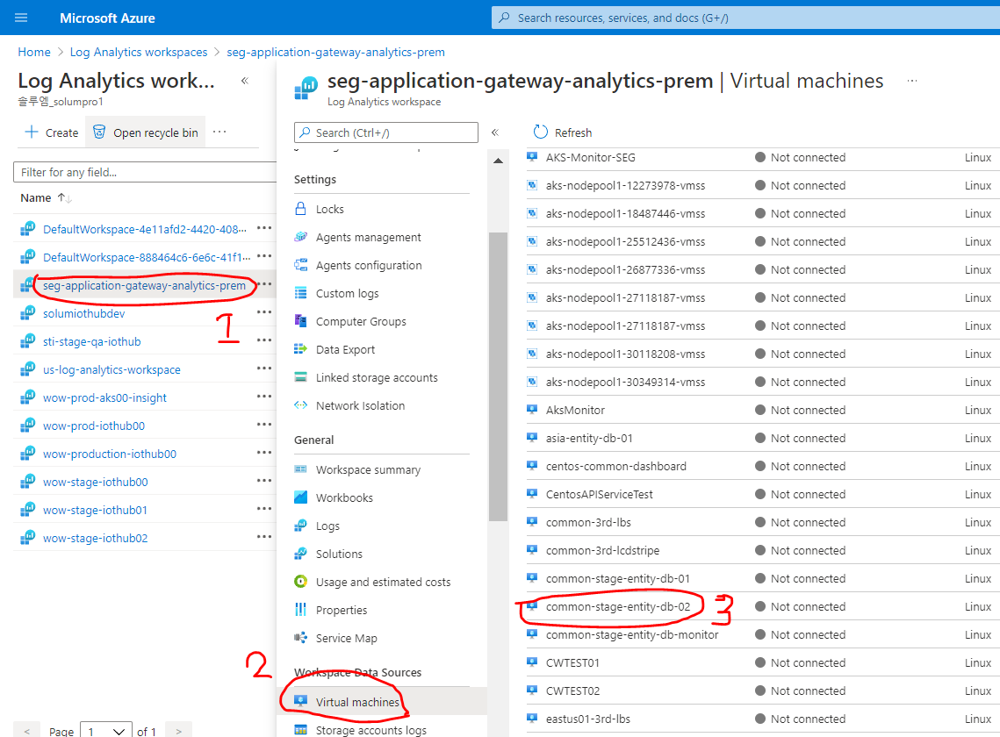 Microsoft Azure
Search resources, services, and docs (G+/)
Home > Log Analytics workspaces > seg-application-gateway-analytics-prem
Log Analytics work...
솔루엠_solumpro1
Create
Open recycle bin
Filter for any field...
Name
DefaultWorkspace-4e11afd2-4420-408...
DefaultWorkspace-888464c6-6e6c-41f1...
seg-application-gateway-analytics-prem
1
solumiothubdev
sti-stage-qa-iothub
us-log-analytics-workspace
wow-prod-aks00-insight
wow-prod-iothub00
wow-production-iothub00
wow-stage-iothub00
wow-stage-iothub01
wow-stage-iothub02
< Page 1 of 1 >
seg-application-gateway-analytics-prem | Virtual machines
Log Analytics workspace
Search (Ctrl+/)
Settings
Locks
Agents management
Agents configuration
Custom logs
Computer Groups
Data Export
Linked storage accounts
Network Isolation
General
Workspace summary
Workbooks
Logs
Solutions
Usage and estimated costs
Properties
Service Map
2
Workspace Data Sources
Virtual machines
Storage accounts logs
Refresh
AKS-Monitor-SEG Not connected Linux
aks-nodepool1-12273978-vmss Not connected Linux
aks-nodepool1-18487446-vmss Not connected Linux
aks-nodepool1-25512436-vmss Not connected Linux
aks-nodepool1-26877336-vmss Not connected Linux
aks-nodepool1-27118187-vmss Not connected Linux
aks-nodepool1-27118187-vmss Not connected Linux
aks-nodepool1-30118208-vmss Not connected Linux
aks-nodepool1-30349314-vmss Not connected Linux
AksMonitor Not connected Linux
asia-entity-db-01 Not connected Linux
centos-common-dashboard Not connected Linux
CentosAPIServiceTest Not connected Linux
common-3rd-lbs Not connected Linux
common-3rd-lcdstripe Not connected Linux
common-stage-entity-db-01 Not connected Linux
common-stage-entity-db-02 3 Not connected Linux
common-stage-entity-db-monitor Not connected Linux
CWTEST01 Not connected Linux
CWTEST02 Not connected Linux
eastus01-3rd-lbs Not connected Linux